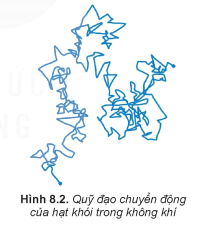 Hình 8.2. Quỹ đạo chuyển động
của hạt khói trong không khí